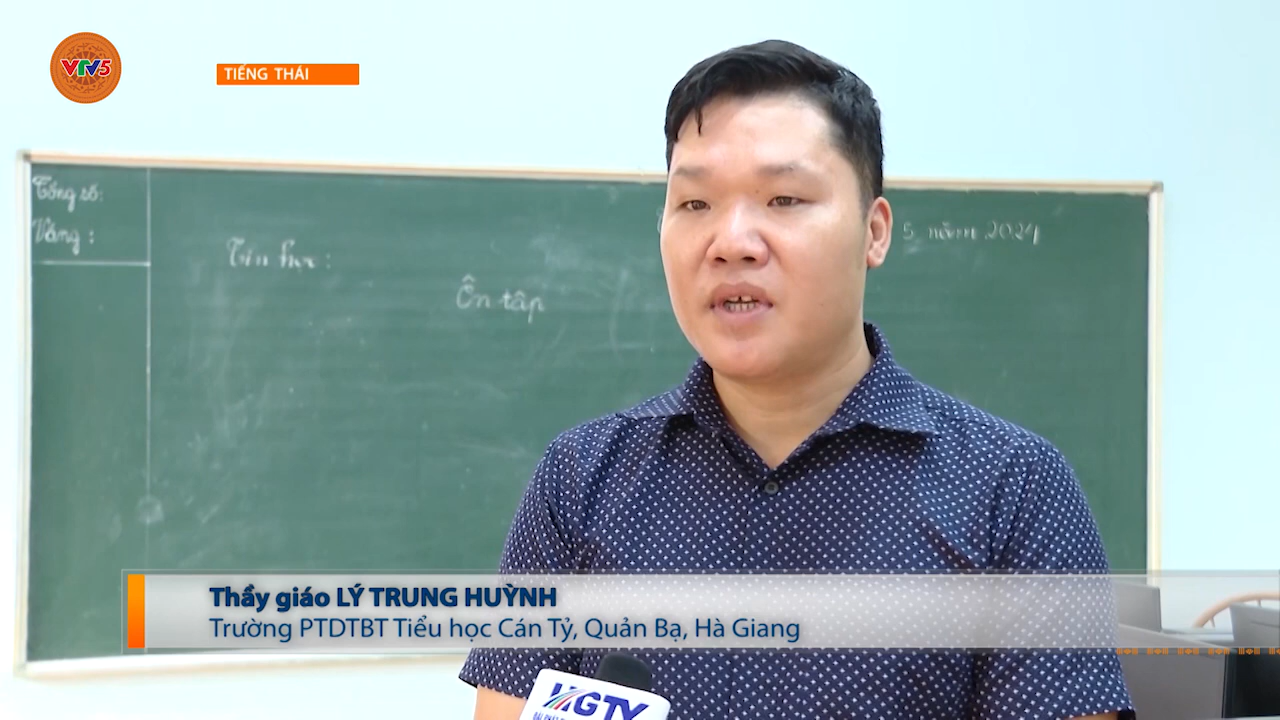 VTV5
TIẾNG THÁI
Tổng số:
Vắng:
5 năm 2024
Tin học:
Ôn tập
Thầy giáo LÝ TRUNG HUỲNH
Trường PTDTBT Tiểu học Cán Tỷ, Quản Bạ, Hà Giang
HGTV